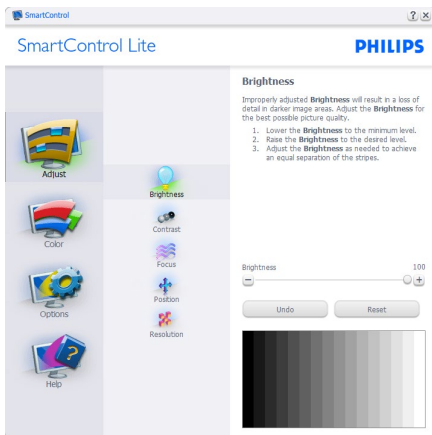 SmartControl
SmartControl Lite
PHILIPS
Adjust
Color
Options
Help
Brightness
Contrast
Focus
Position
Resolution
Brightness
Improperly adjusted Brightness will result in a loss of
detail in darker image areas. Adjust the Brightness for
the best possible picture quality.
1. Lower the Brightness to the minimum level.
2. Raise the Brightness to the desired level.
3. Adjust the Brightness as needed to achieve
an equal separation of the stripes.
Brightness 100
Undo Reset